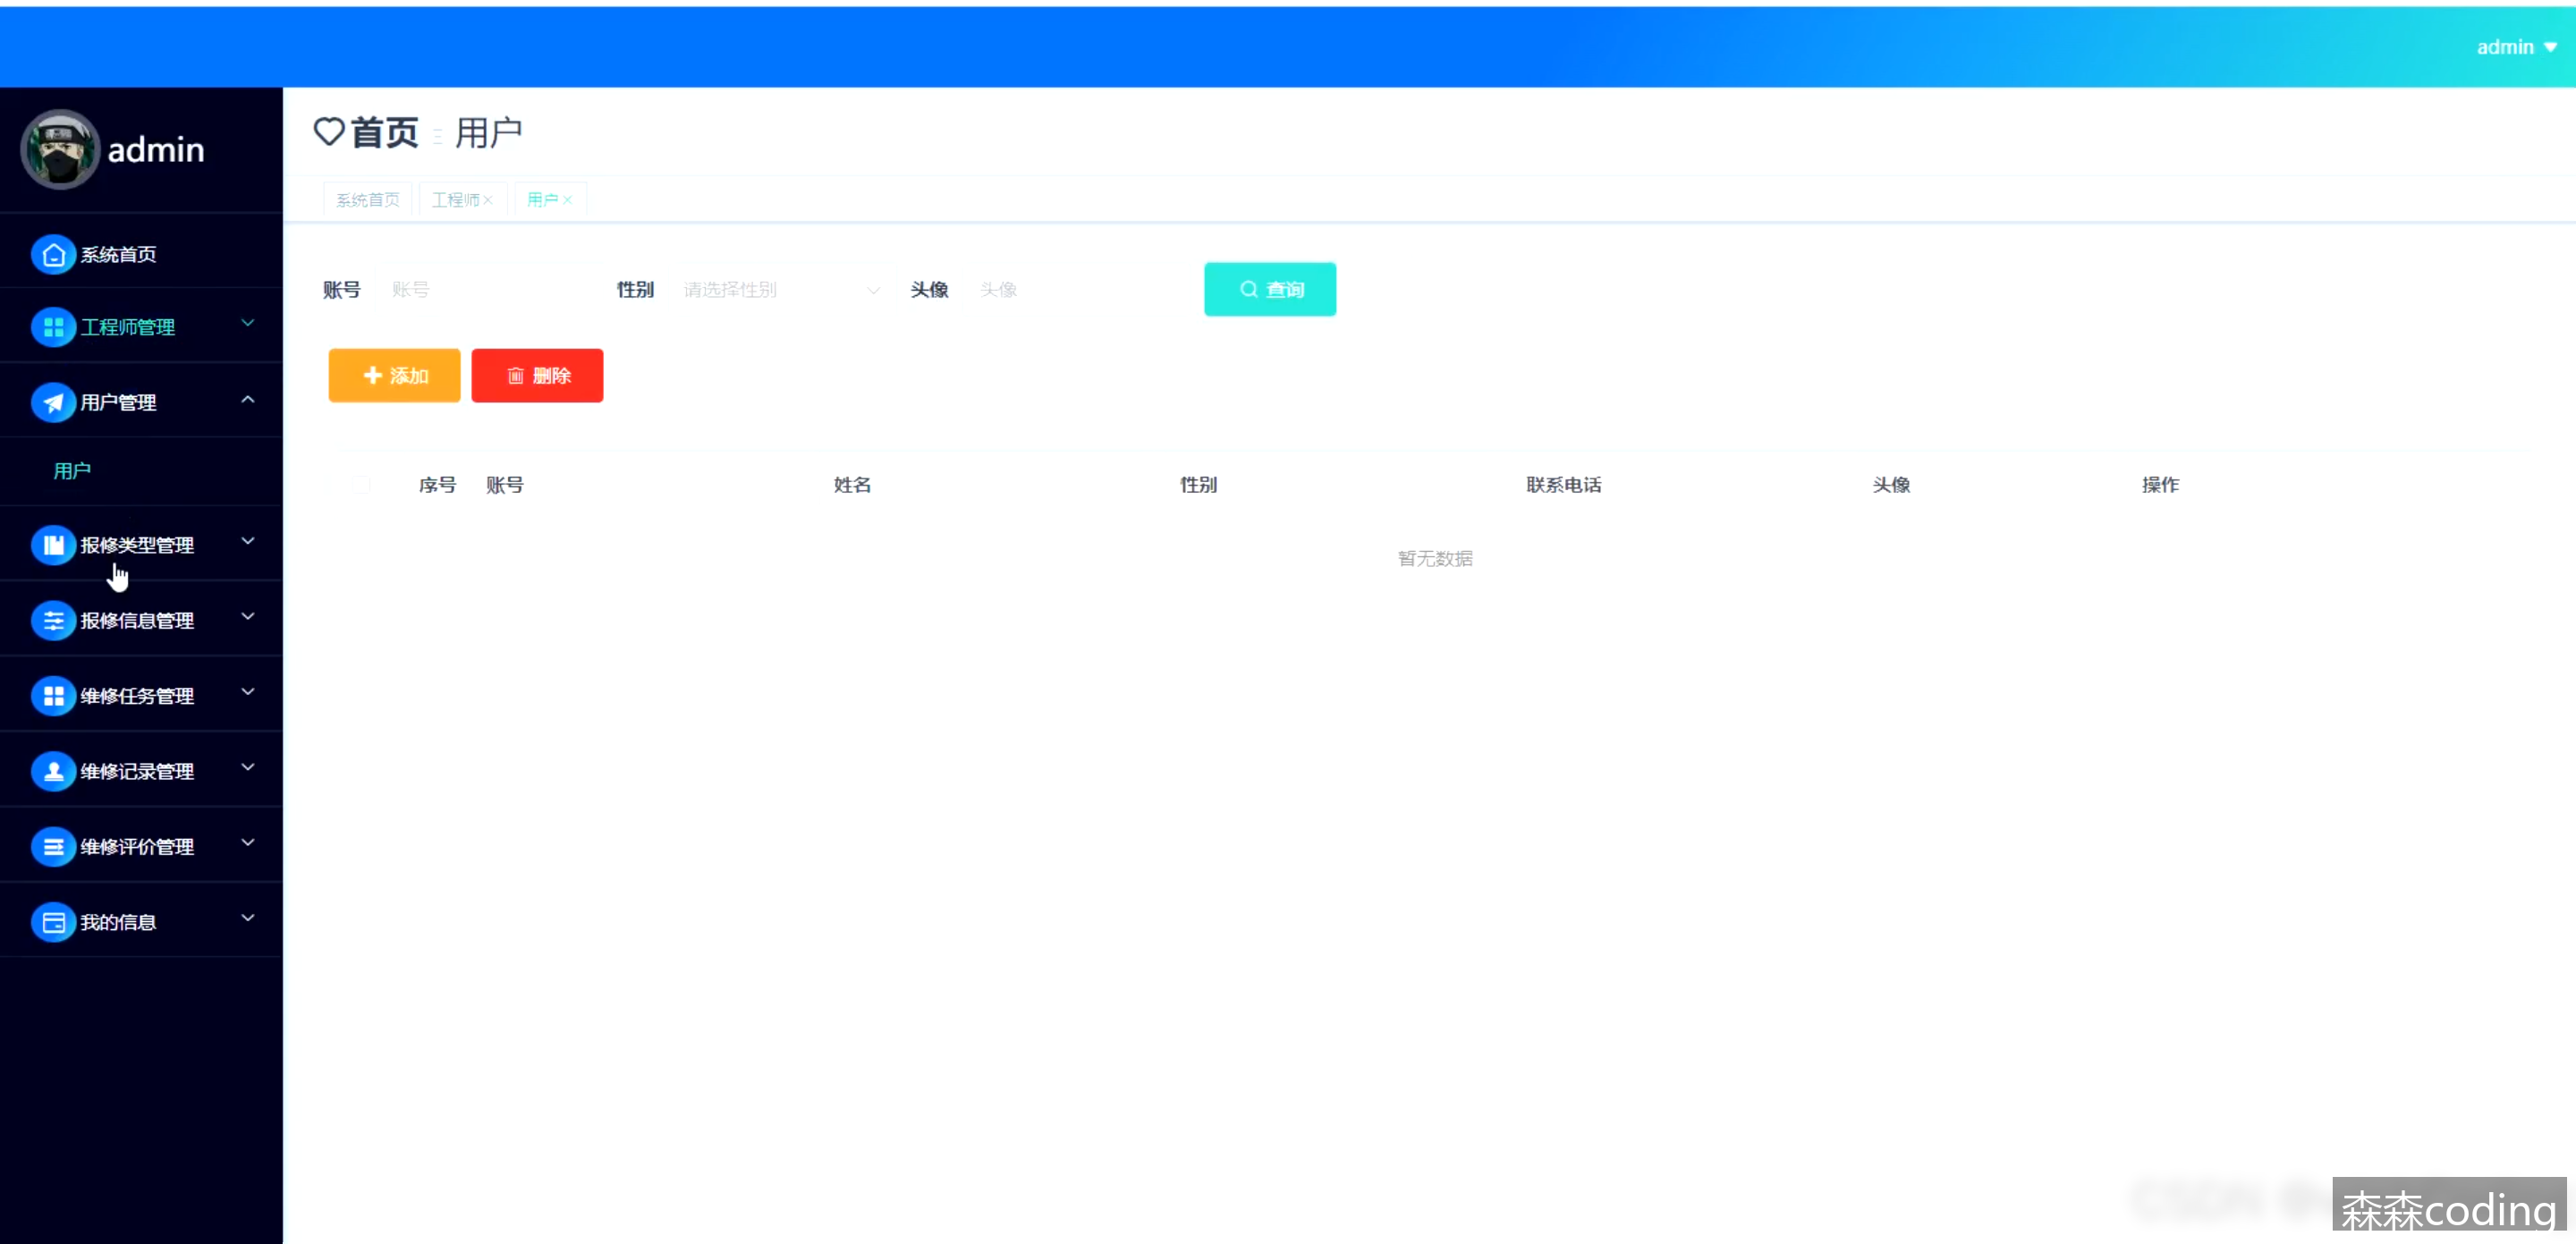 admin
admin
首页 用户
系统首页 工程师 用户
系统首页
工程师管理
用户管理
用户
报修类型管理
报修信息管理
维修任务管理
维修记录管理
维修评价管理
我的信息
账号 账号 性别 请选择性别 头像 头像 查询
添加 删除
序号 账号 姓名 性别 联系电话 头像 操作
暂无数据
CSDN
森森coding